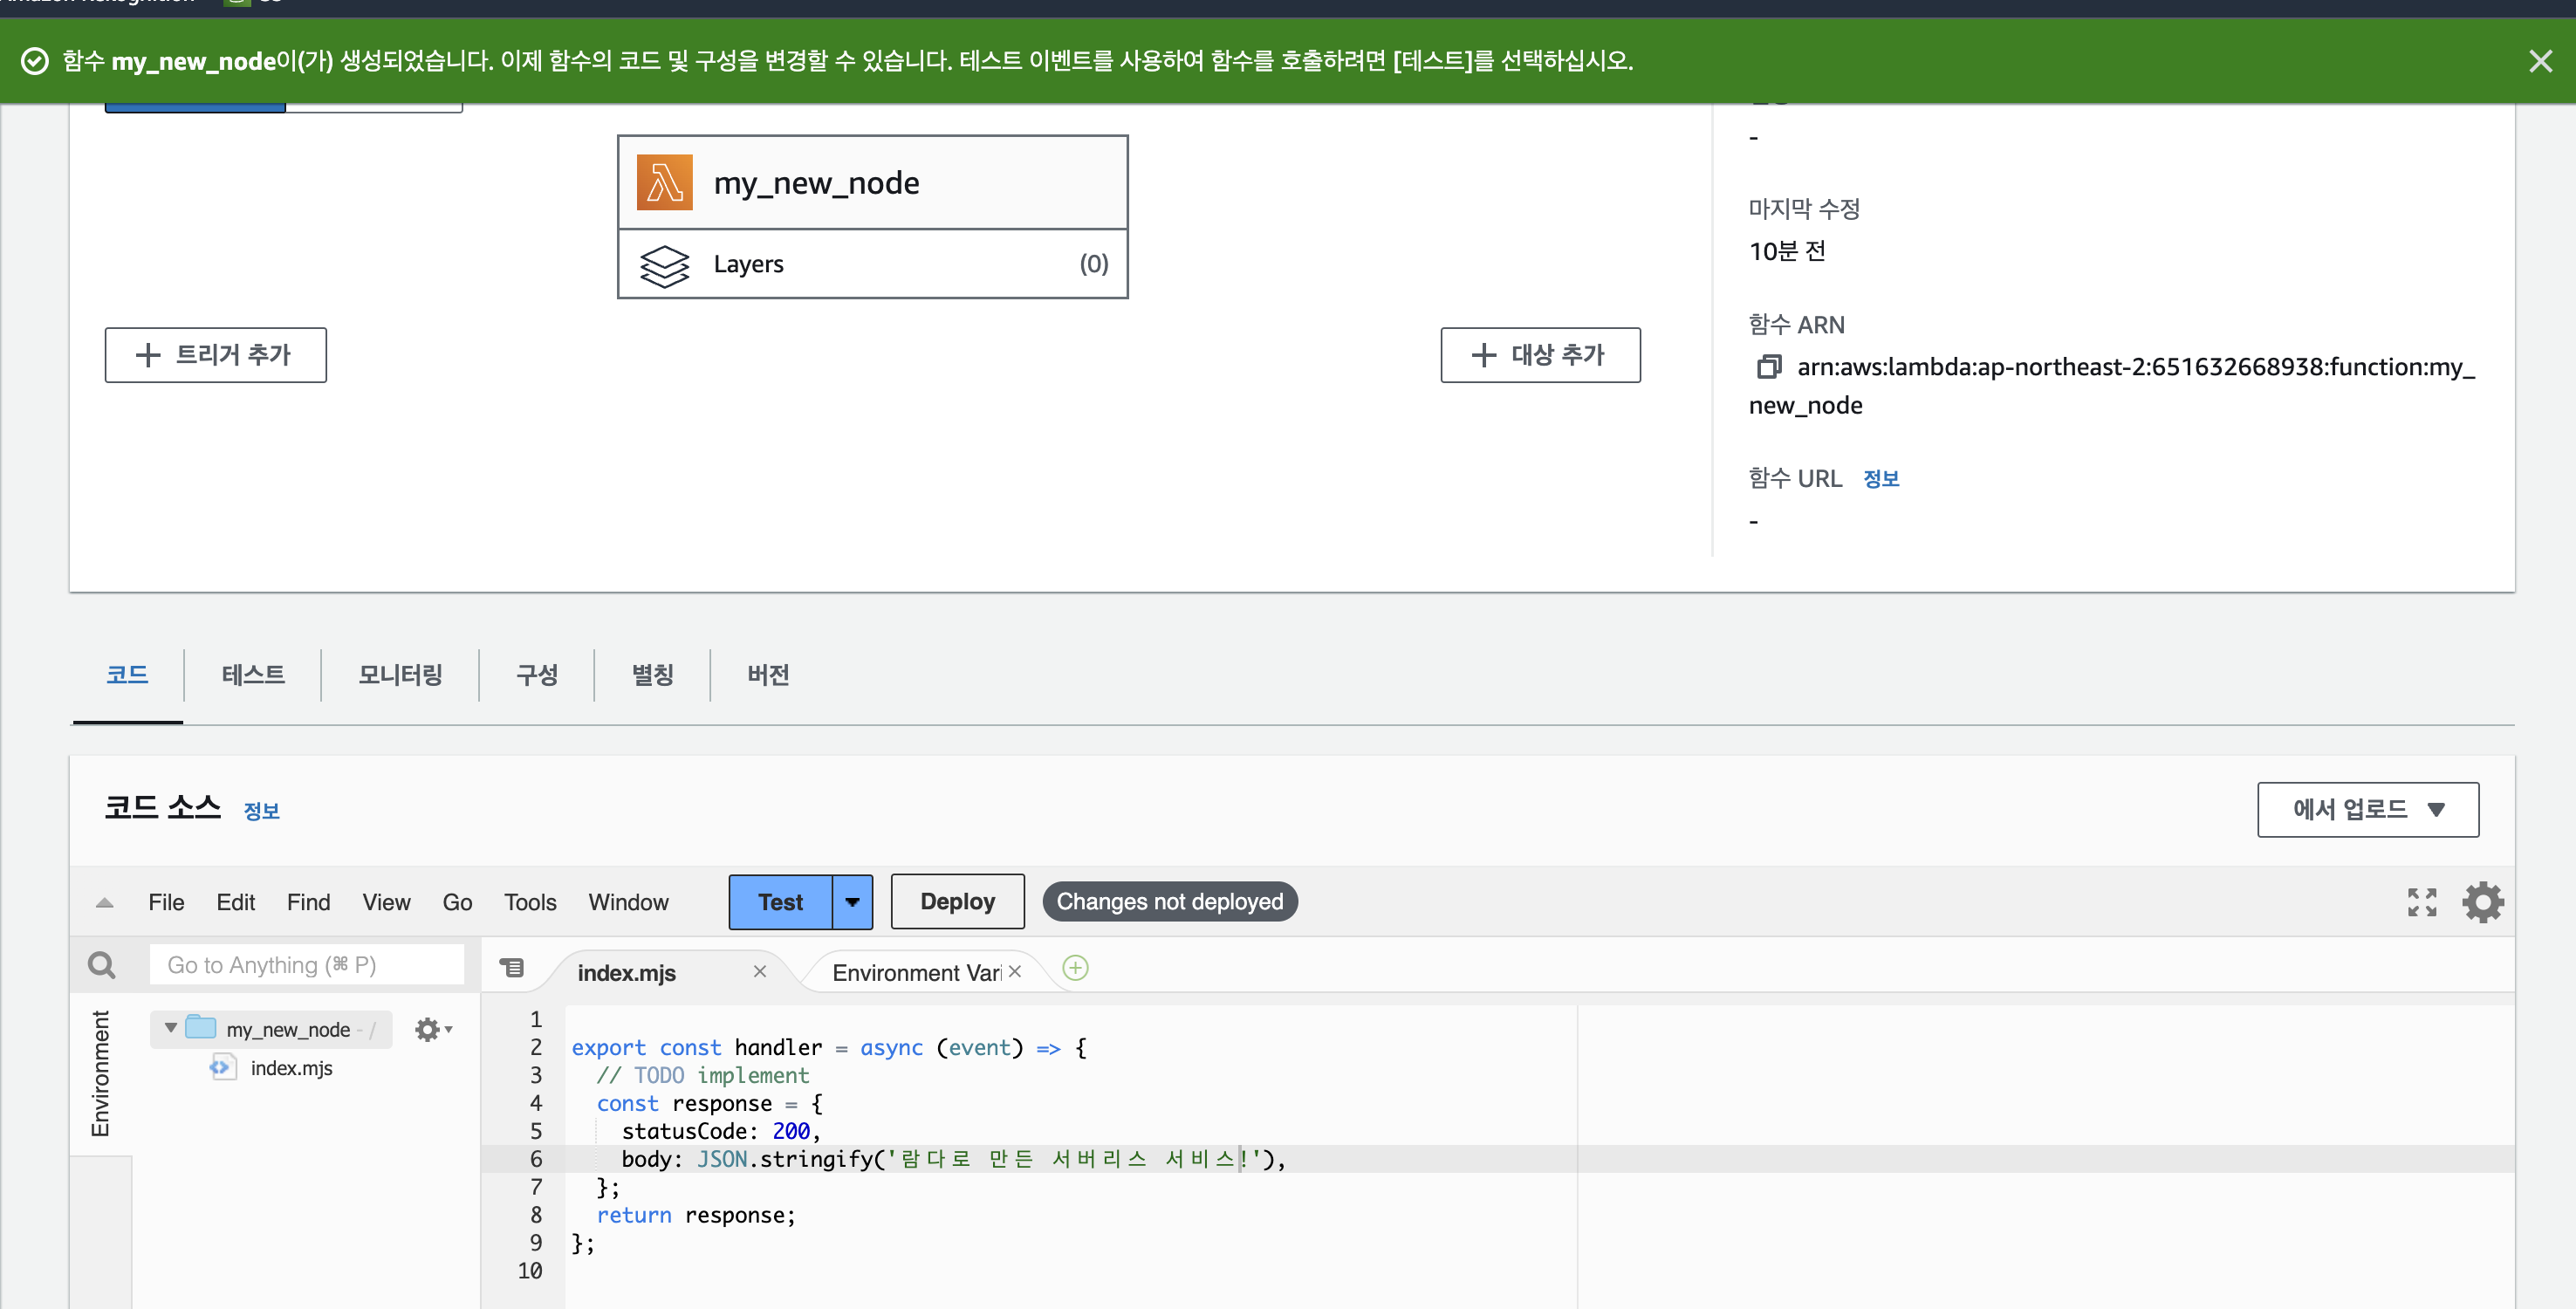 함수 my_new_node이(가) 생성되었습니다. 이제 함수의 코드 및 구성을 변경할 수 있습니다. 테스트 이벤트를 사용하여 함수를 호출하려면 [테스트]를 선택하십시오.
-
my_new_node
Layers (0)
마지막 수정
10분 전
+ 트리거 추가
+ 대상 추가
함수 ARN
arn:aws:lambda:ap-northeast-2:651632668938:function:my_
new_node
함수 URL 정보
-
코드 테스트 모니터링 구성 별칭 버전
코드 소스 정보
에서 업로드
File Edit Find View Go Tools Window Test Deploy Changes not deployed
Go to Anything (⌘ P)
index.mjs Environment Vari
Environment
my_new_node - /
index.mjs
1
2 export const handler = async (event) => {
3 // TODO implement
4 const response = {
5 statusCode: 200,
6 body: JSON.stringify('람다로 만든 서버리스 서비스!'),
7 };
8 return response;
9 };
10